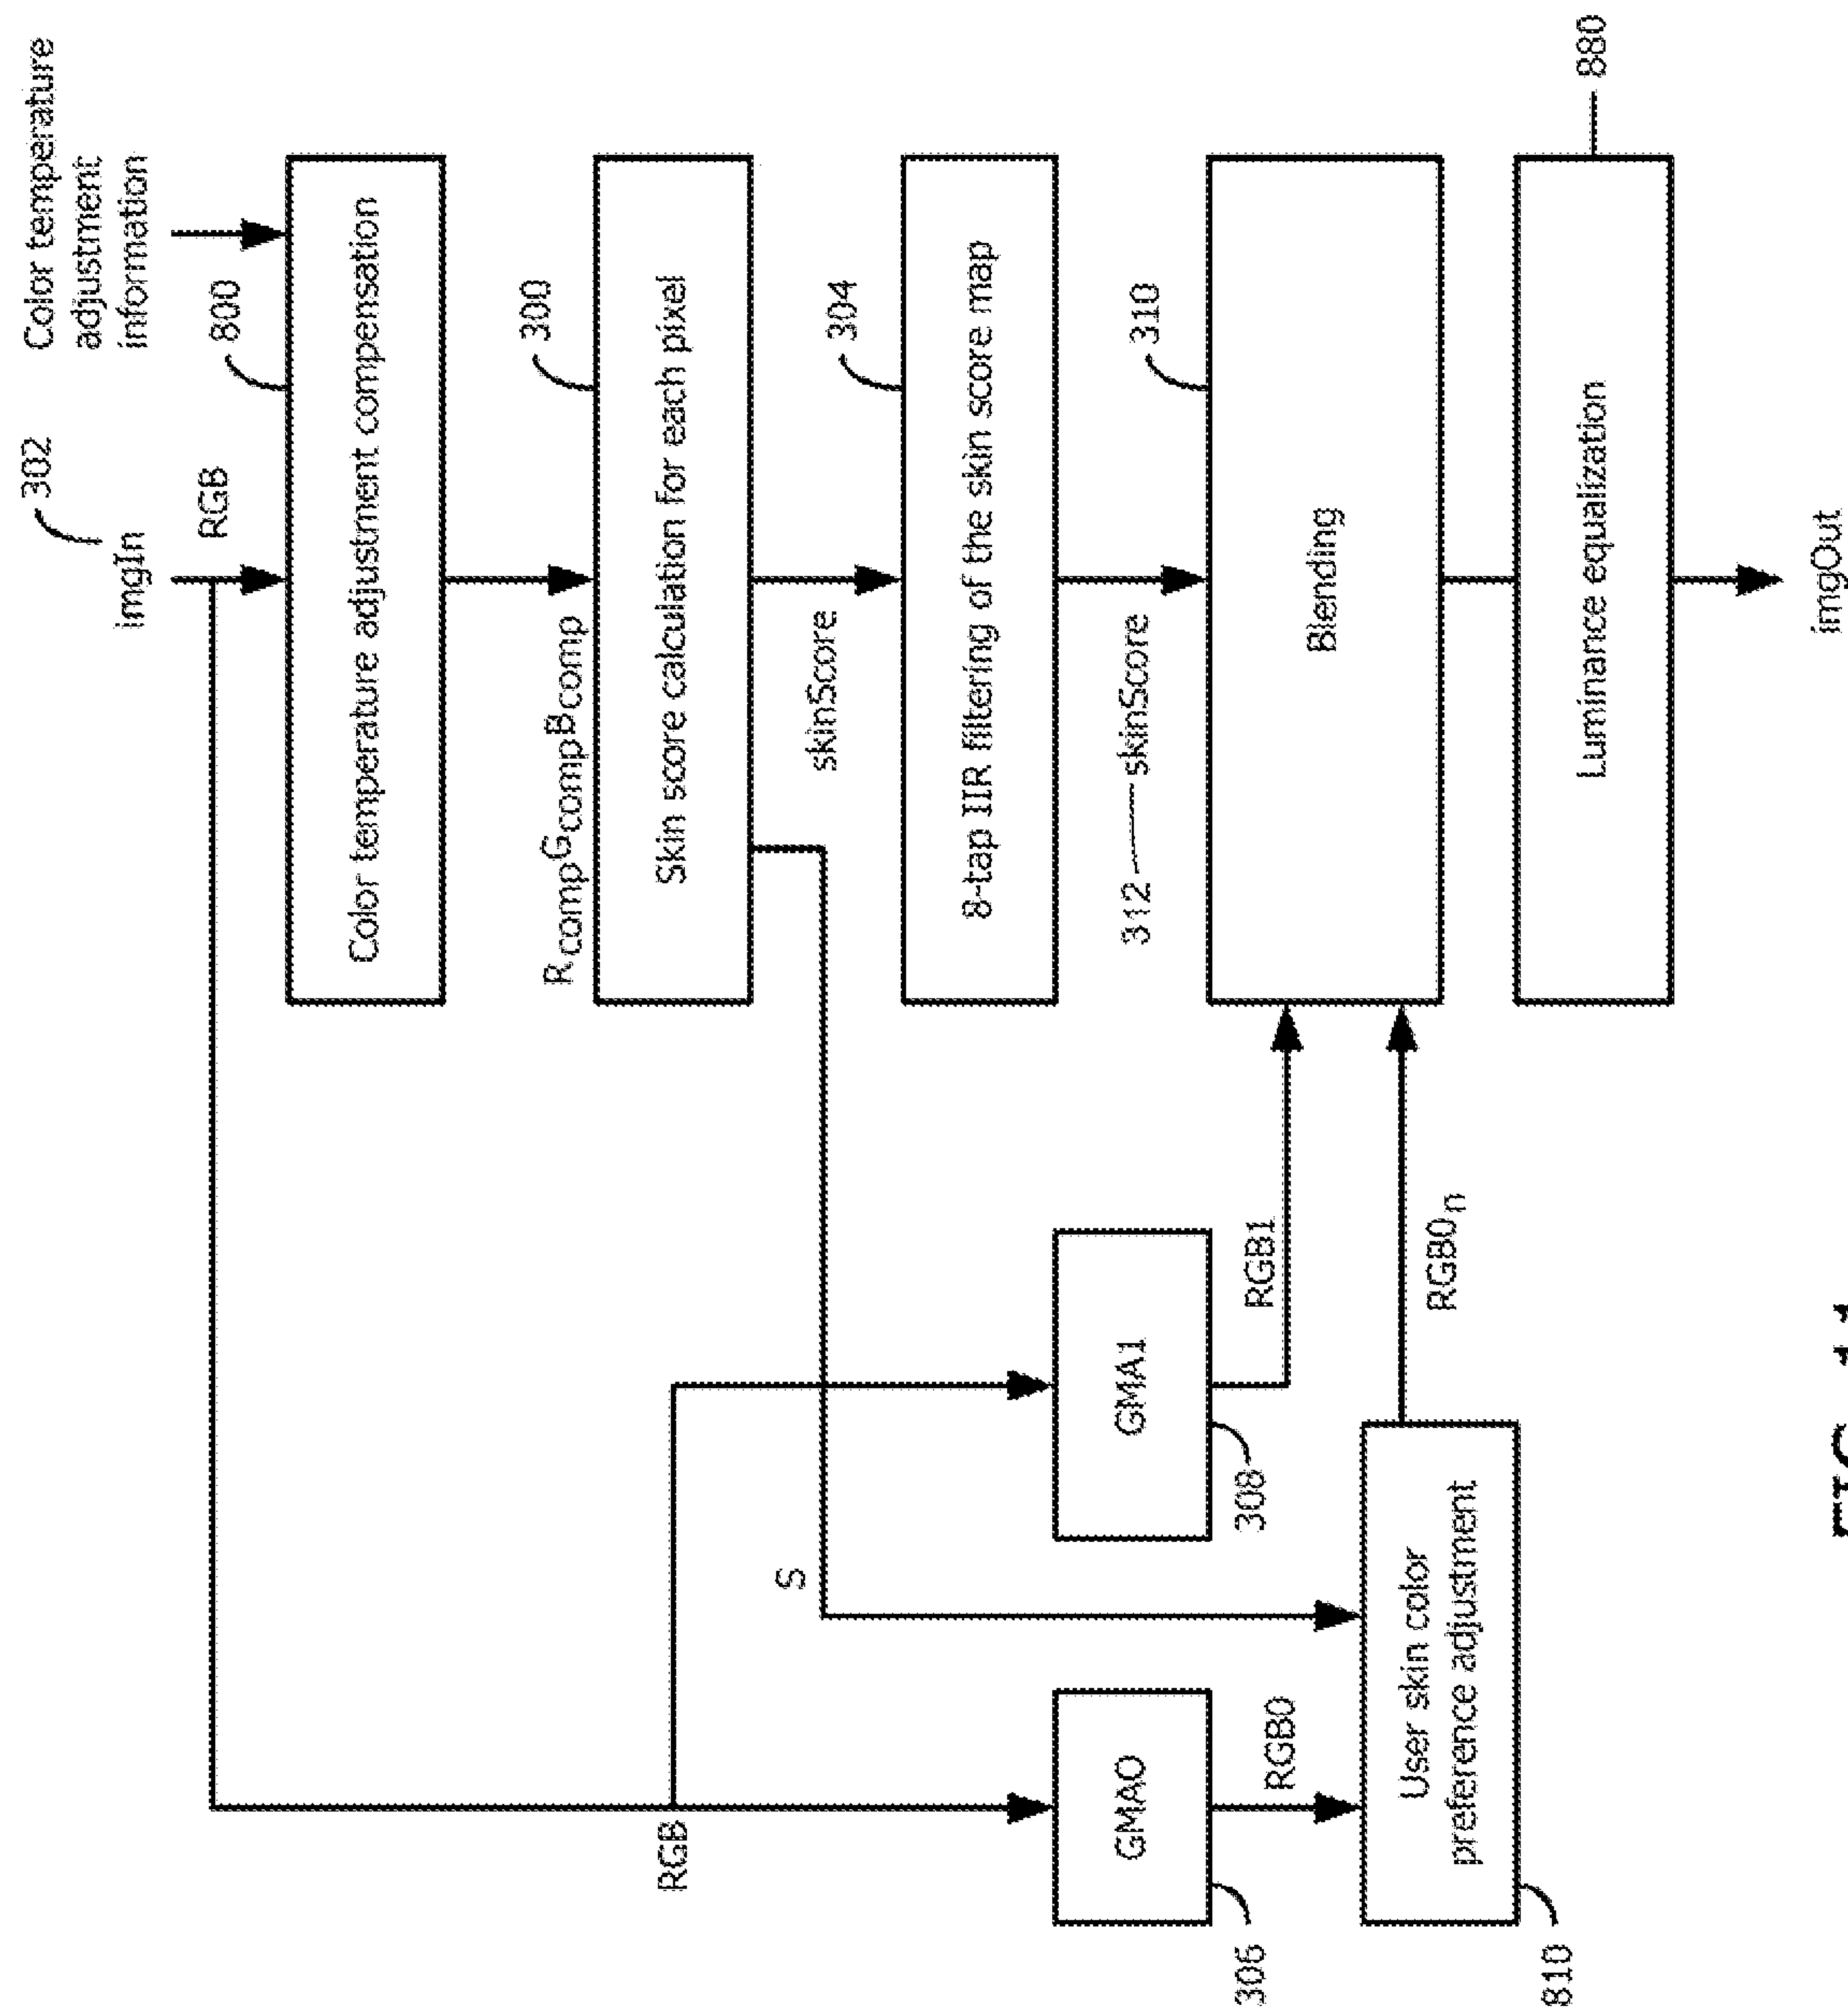 Color temperature
adjustment
information
302
imgIn
RGB
800
Color temperature adjustment compensation
RcompGcompBcomp
300
Skin score calculation for each pixel
skinScore
304
8-tap IIR filtering of the skin score map
312
skinScore
310
Blending
Luminance equalization
880
imgOut
RGB
S
GMAO
306
RGB0
GMA1
308
RGB1
User skin color
preference adjustment
810
RGB0n
FIG.